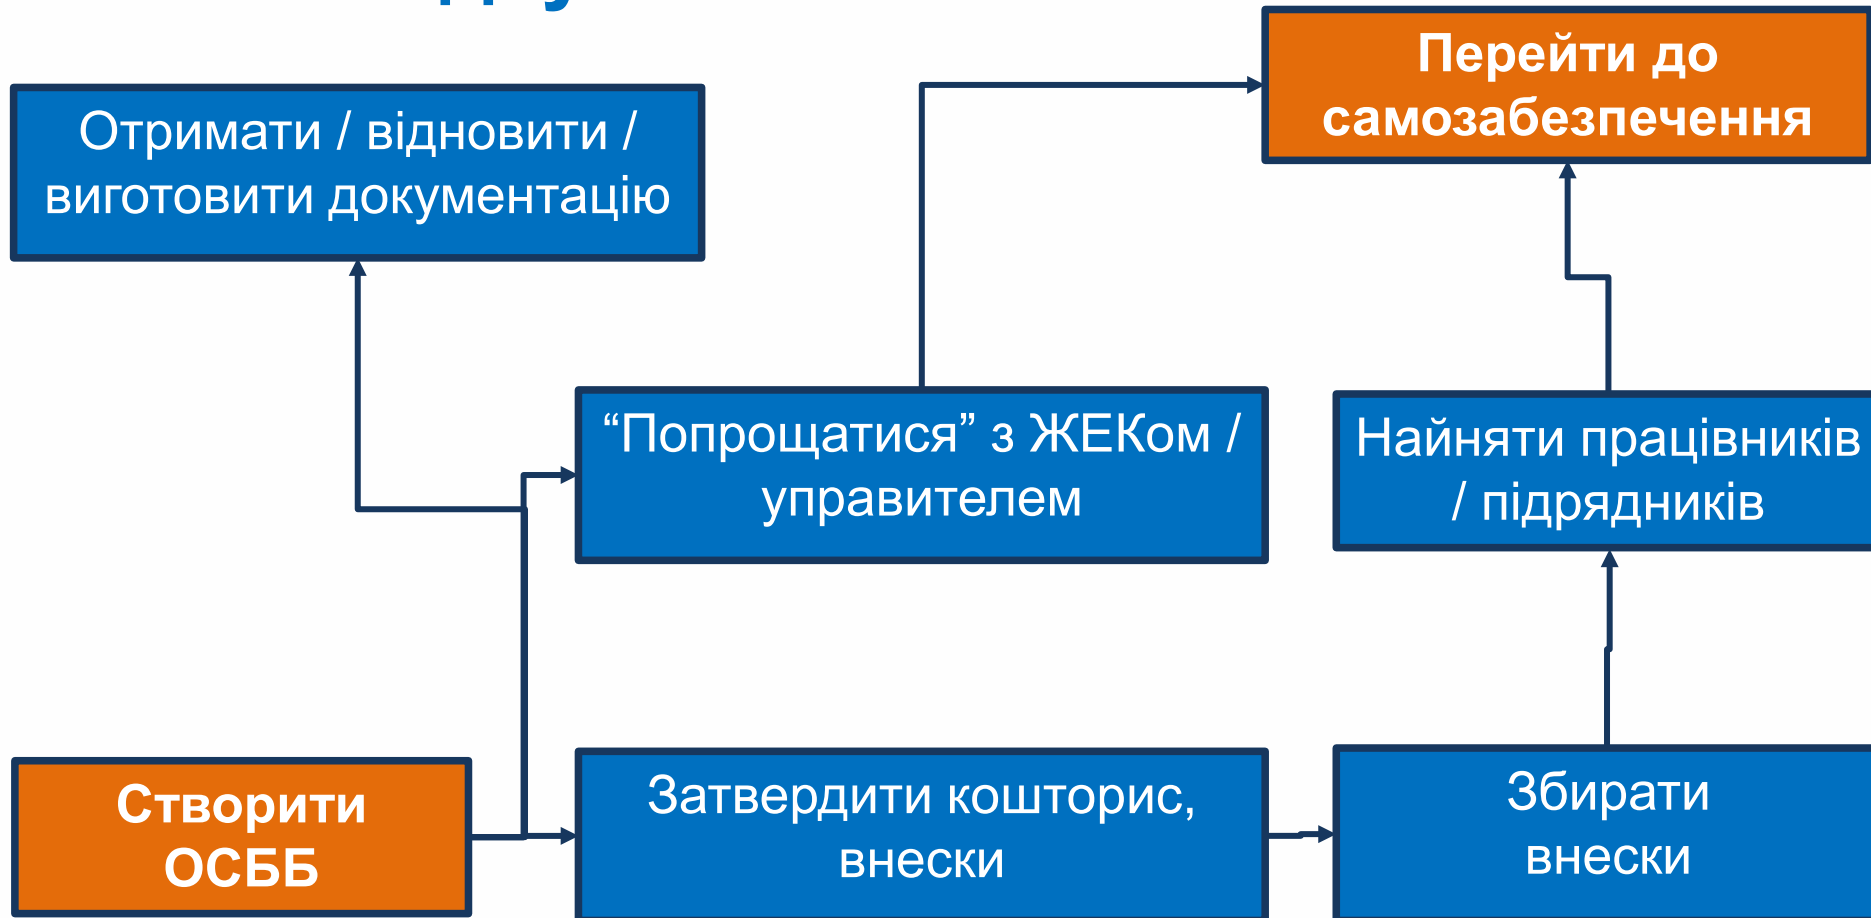 Перейти до
самозабезпечення
Отримати / відновити /
виготовити документацію
“Попрощатися” з ЖЕКом /
управителем
Найняти працівників
/ підрядників
Створити
ОСББ
Затвердити кошторис,
внески
Збирати
внески